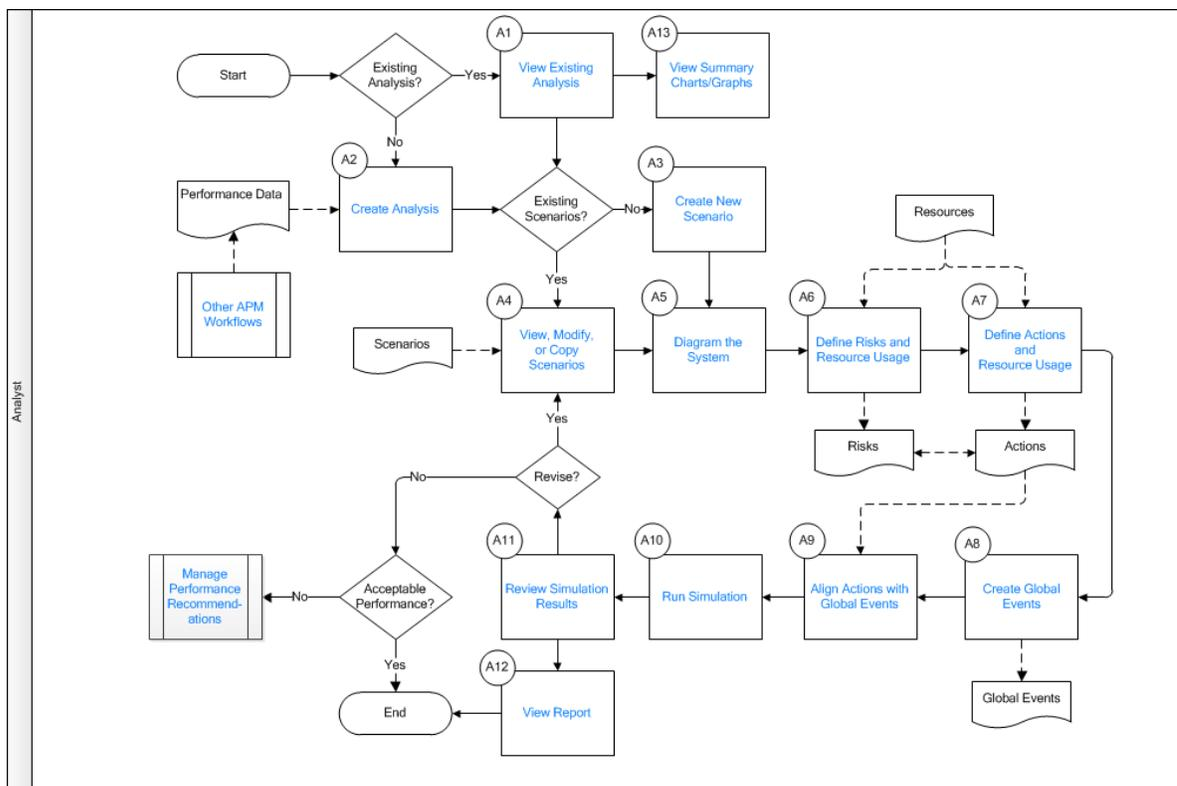 A1
A13
Start
Existing
Analysis?
Yes
View Existing
Analysis
View Summary
Charts/Graphs
No
A2
A3
Performance Data
Create Analysis
Existing
Scenarios?
No
Create New
Scenario
Resources
Yes
Other APM
Workflows
A4
A5
A6
A7
Scenarios
View, Modify,
or Copy
Scenarios
Diagram the
System
Define Risks and
Resource Usage
Define Actions
and
Resource Usage
Analyst
Yes
Risks
Actions
No
Revise?
A11
A10
A9
A8
Manage
Performance
Recommend-
ations
No
Acceptable
Performance?
Review Simulation
Results
Run Simulation
Align Actions with
Global Events
Create Global
Events
Yes
A12
End
View Report
Global Events